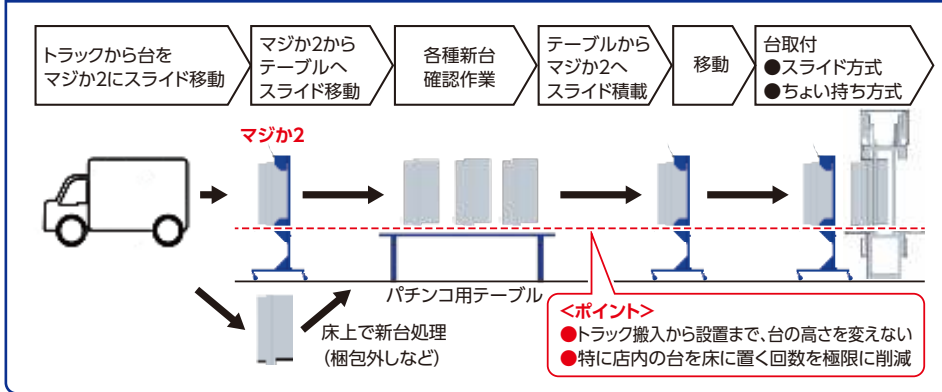 トラックから台を
マジか2にスライド移動
マジか2から
テーブルへ
スライド移動
各種新台
確認作業
テーブルから
マジか2へ
スライド積載
移動
台取付
●スライド方式
●ちょい持ち方式
マジか2
パチンコ用テーブル
床上で新台処理
(梱包外しなど)
<ポイント>
●トラック搬入から設置まで、台の高さを変えない
●特に店内の台を床に置く回数を極限に削減